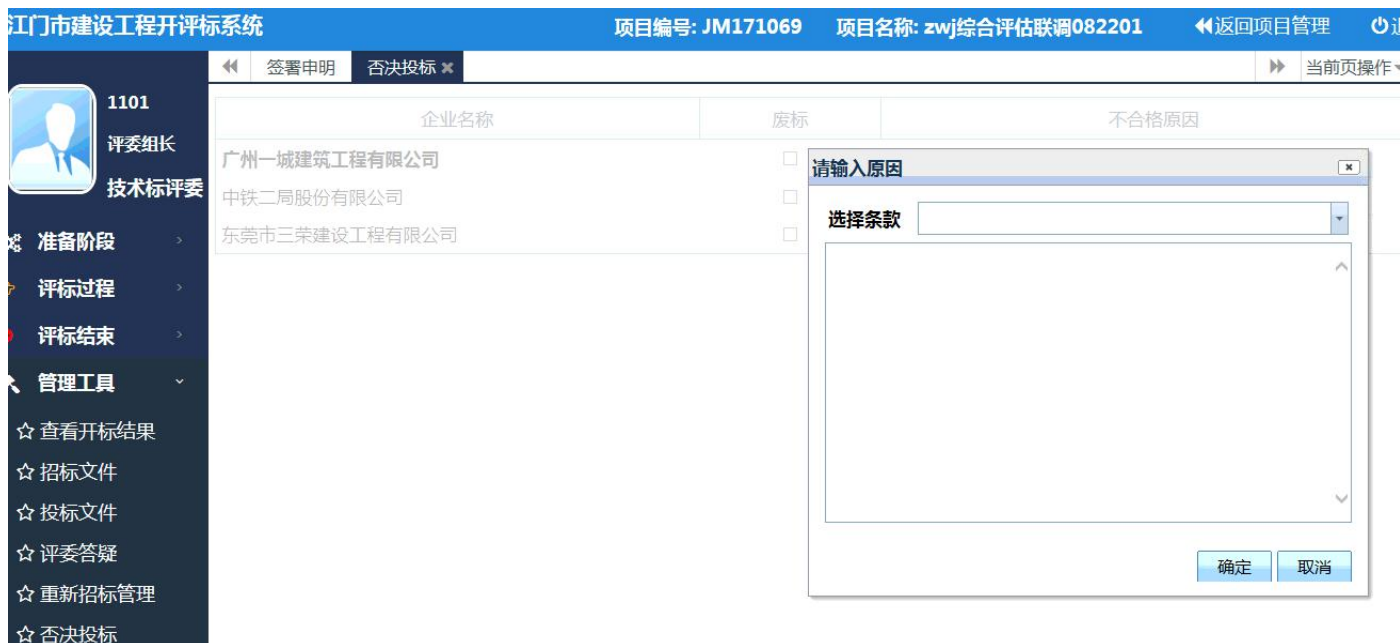 江门市建设工程开评标系统 项目编号: JM171069 项目名称: zwj综合评估联调082201 返回项目管理
签署申明 否决投标 当前页操作
1101
评委组长
技术标评委
准备阶段
评标过程
评标结束
管理工具
查看开标结果
招标文件
投标文件
评委答疑
重新招标管理
否决投标
企业名称 废标 不合格原因
广州一城建筑工程有限公司
中铁二局股份有限公司
东莞市三荣建设工程有限公司
请输入原因
选择条款
确定 取消